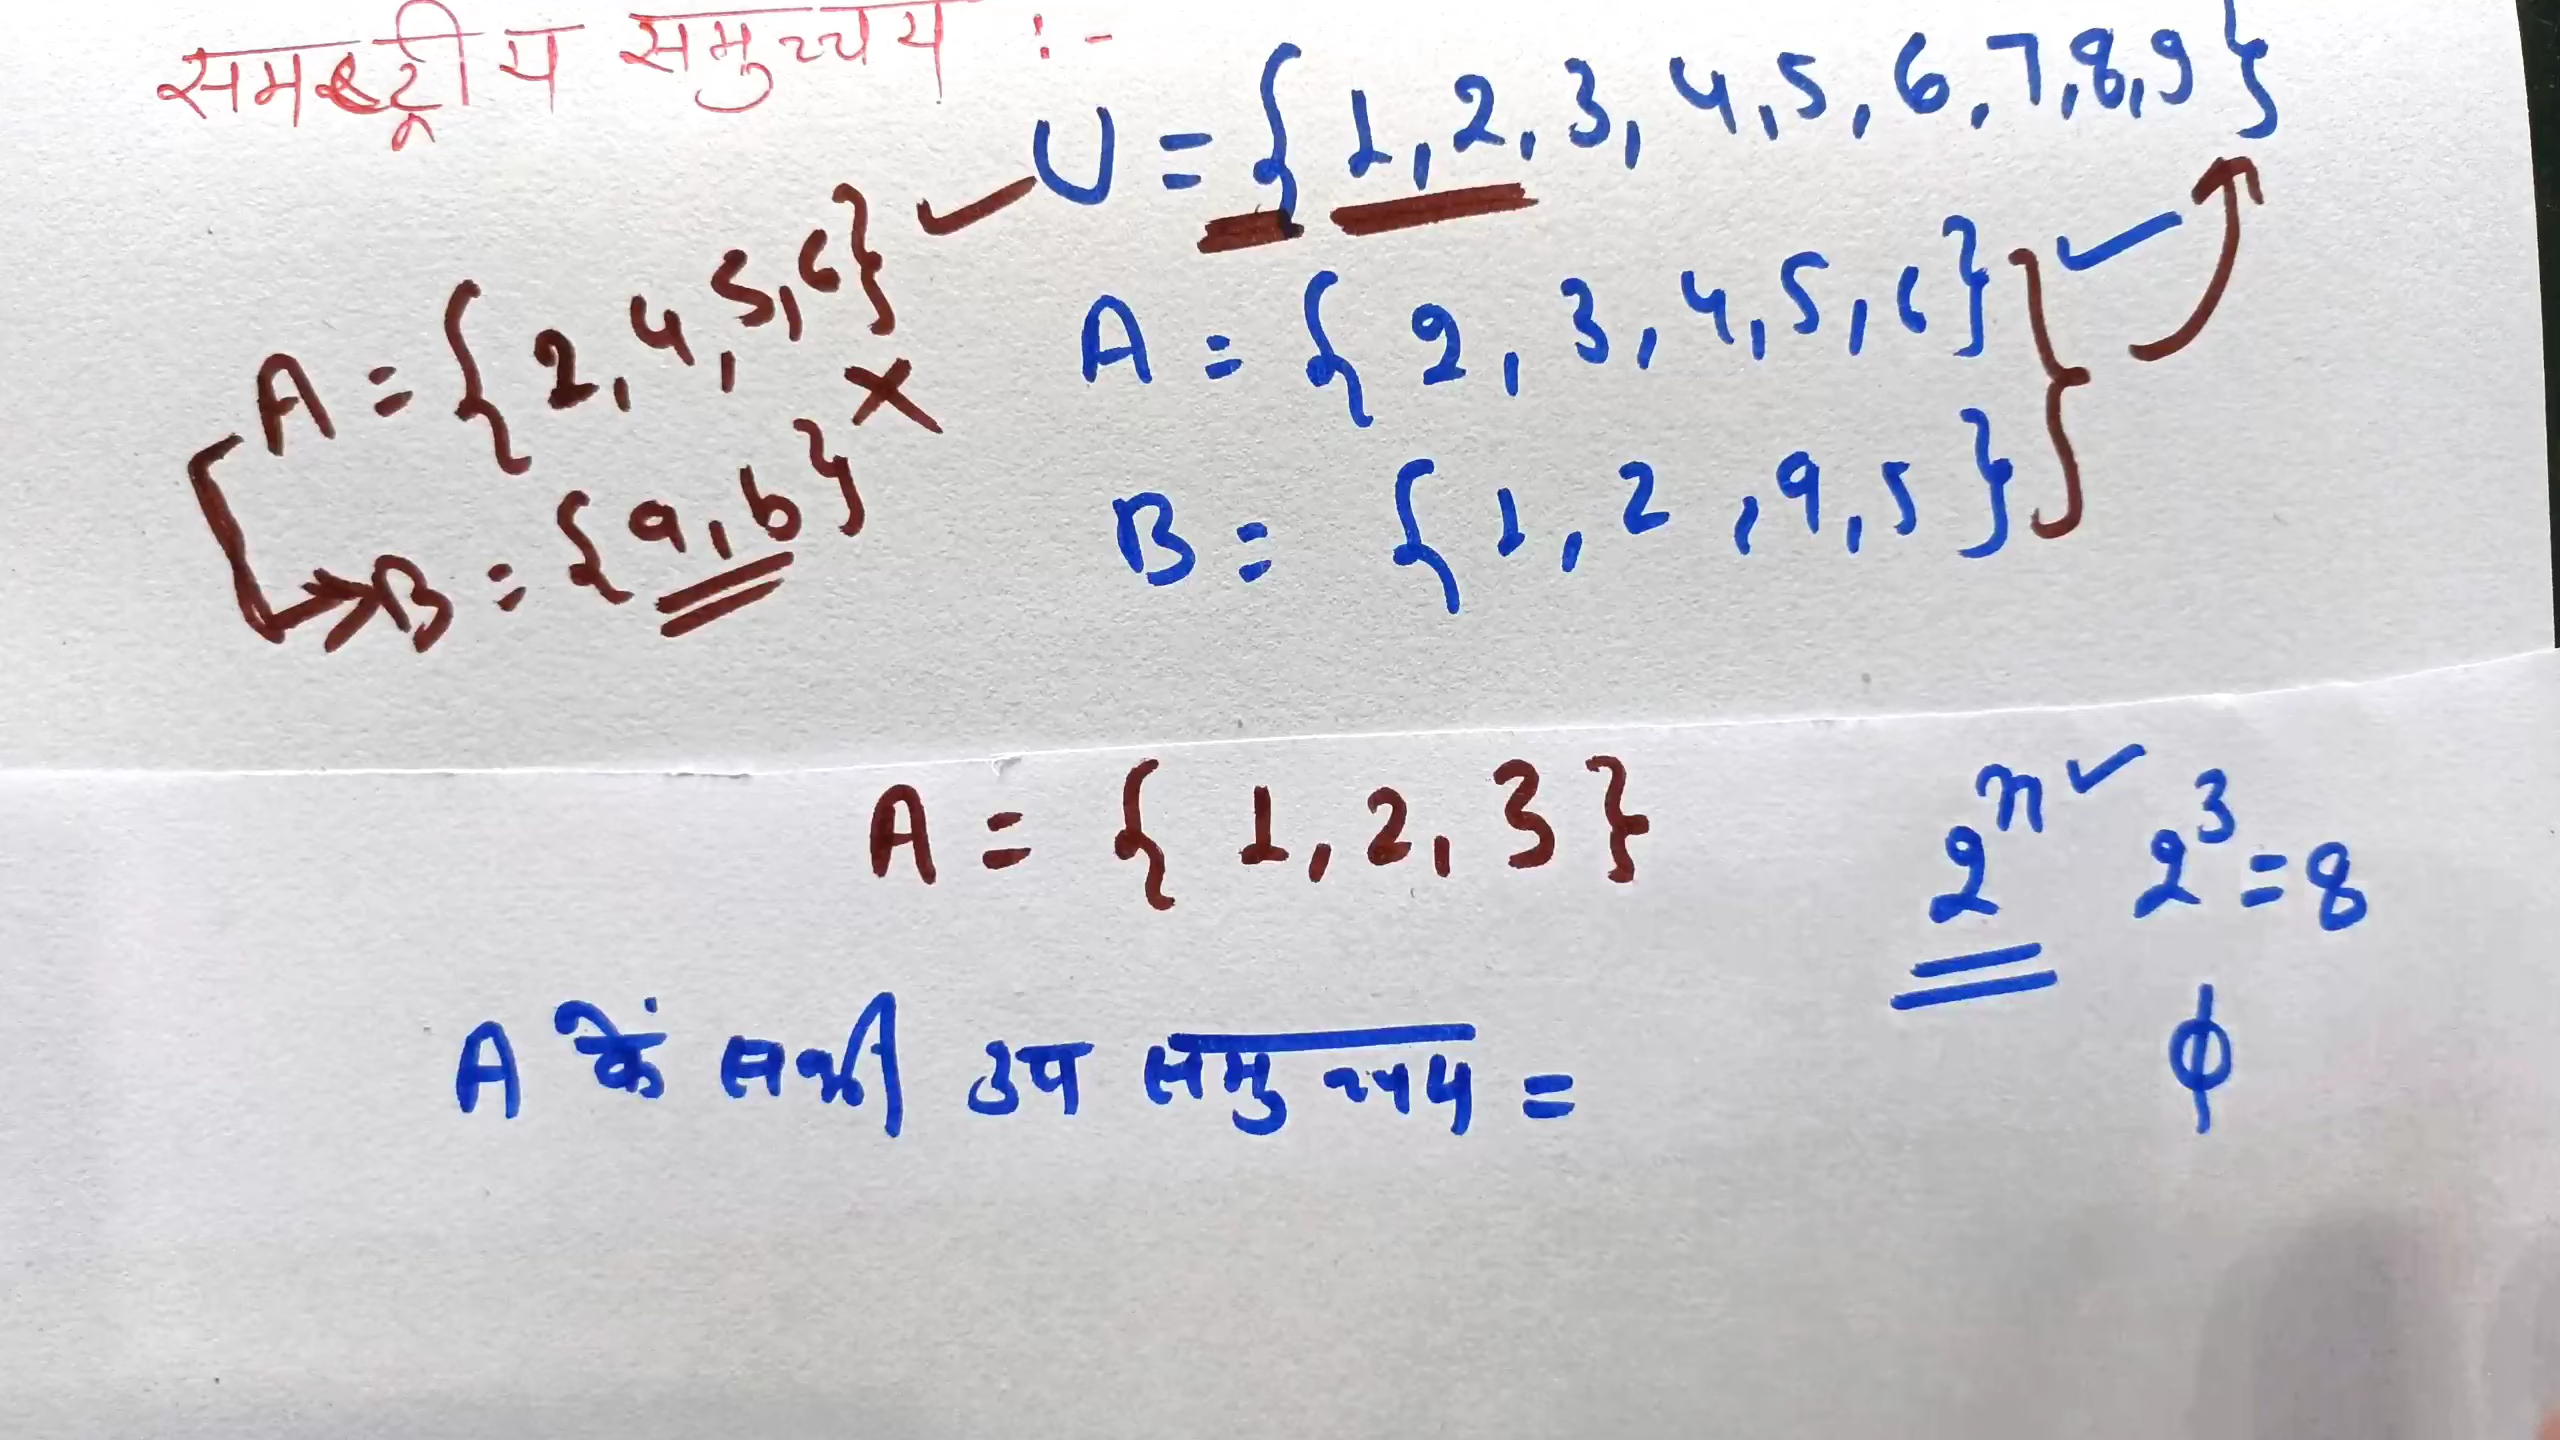 समष्ट्रीय समुच्चय :-
U = {1, 2, 3, 4, 5, 6, 7, 8, 9}
A = {2, 4, 5, 6}
A = {2, 3, 4, 5, 6}
B = {a, b}
B = {1, 2, 9, 5}
A = {1, 2, 3}
2ⁿ 2³ = 8
ϕ
A कें सभी उप समुच्चय =